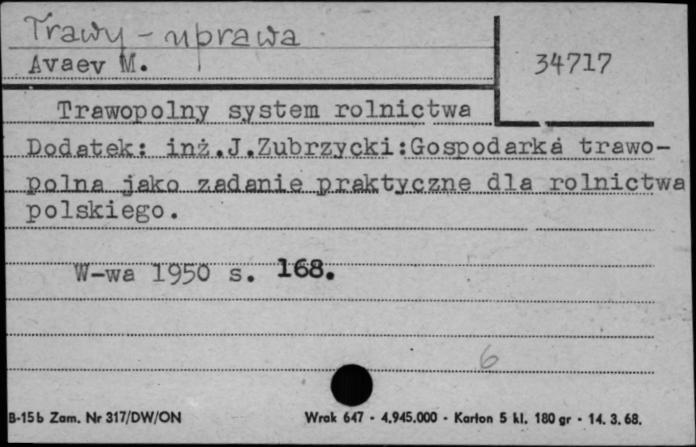 Trawy - uprawa
Avaev M.
34717
Trawopolny system rolnictwa
Dodatek: inż.J.Zubrzycki:Gospodarka trawo-
polna jako zadanie praktyczne dla rolnictwa
polskiego.
W-wa 1950 s. 168.
6
B-15b Zam. Nr 317/DW/ON
Wrak 647 - 4.945.000 - Karton 5 kl. 180 gr - 14. 3. 68.